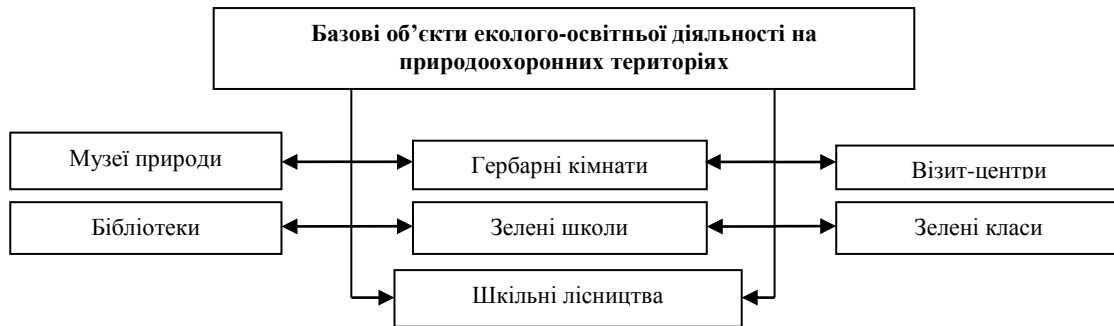 Базові об’єкти еколого-освітньої діяльності на
природоохоронних територіях
Музеї природи
Гербарні кімнати
Візит-центри
Бібліотеки
Зелені школи
Зелені класи
Шкільні лісництва